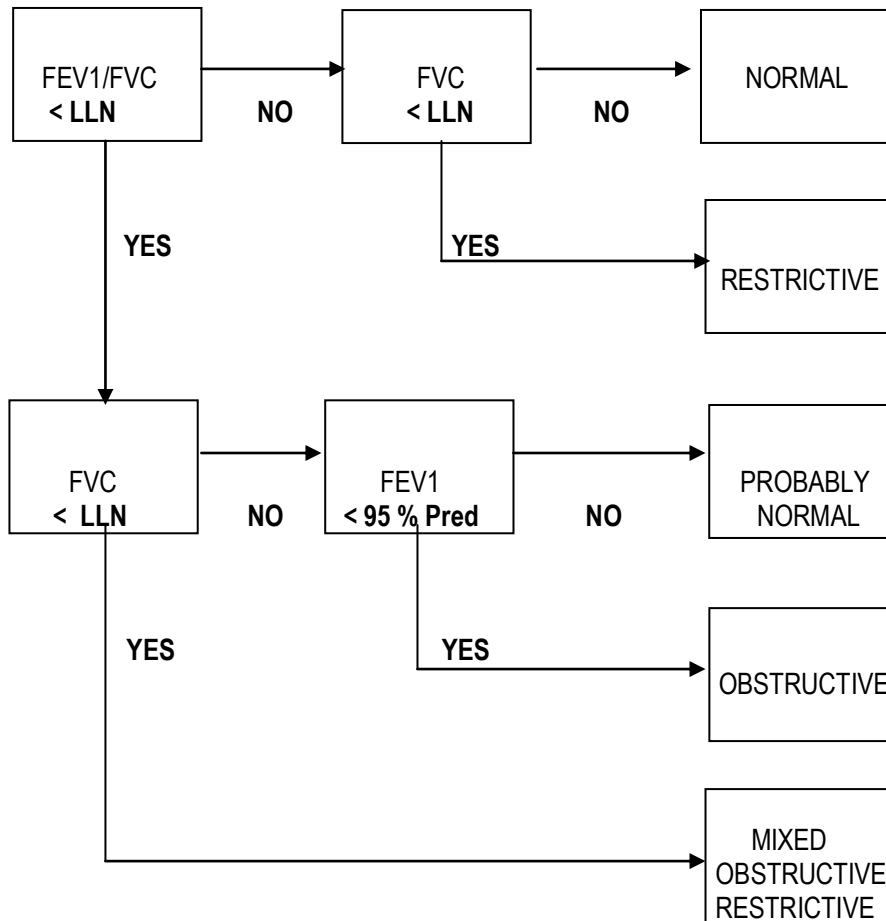 FEV1/FVC
< LLN
NO
FVC
< LLN
NO
NORMAL
YES
YES
RESTRICTIVE
FVC
< LLN
NO
FEV1
< 95 % Pred
NO
PROBABLY
NORMAL
YES
YES
OBSTRUCTIVE
MIXED
OBSTRUCTIVE
RESTRICTIVE